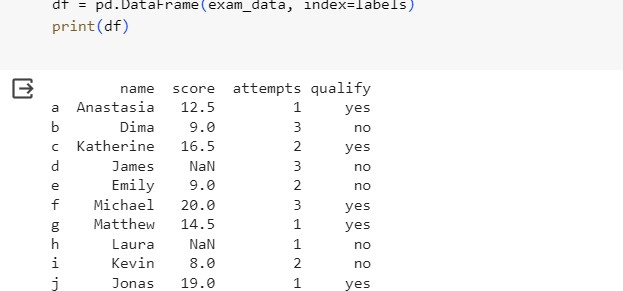 df = pd.DataFrame(exam_data, index=labels)
print(df)
name score attempts qualify
a Anastasia 12.5 1 yes
b Dima 9.0 3 no
c Katherine 16.5 2 yes
d James NaN 3 no
e Emily 9.0 2 no
f Michael 20.0 3 yes
g Matthew 14.5 1 yes
h Laura NaN 1 no
i Kevin 8.0 2 no
j Jonas 19.0 1 yes